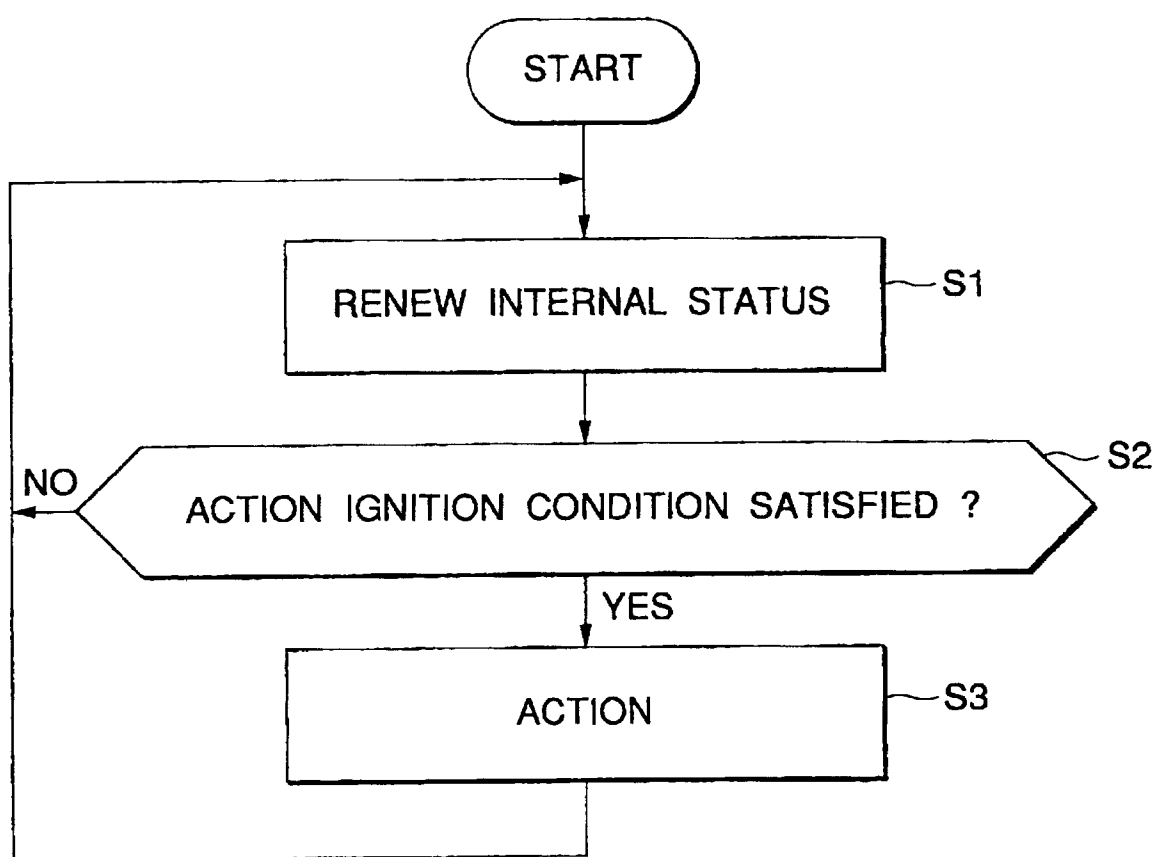 START
RENEW INTERNAL STATUS
S1
ACTION IGNITION CONDITION SATISFIED ?
S2
NO
YES
ACTION
S3